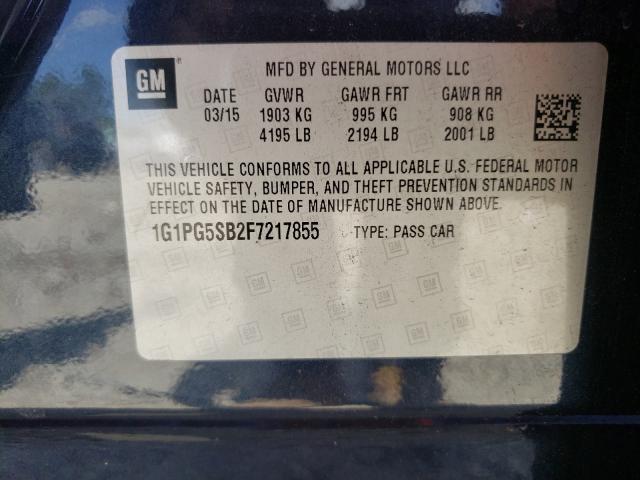 GM ®
MFD BY GENERAL MOTORS LLC
DATE GVWR GAWR FRT GAWR RR
03/15 1903 KG 995 KG 908 KG
4195 LB 2194 LB 2001 LB
THIS VEHICLE CONFORMS TO ALL APPLICABLE U.S. FEDERAL MOTOR
VEHICLE SAFETY, BUMPER, AND THEFT PREVENTION STANDARDS IN
EFFECT ON THE DATE OF MANUFACTURE SHOWN ABOVE.
1G1PG5SB2F7217855 TYPE: PASS CAR